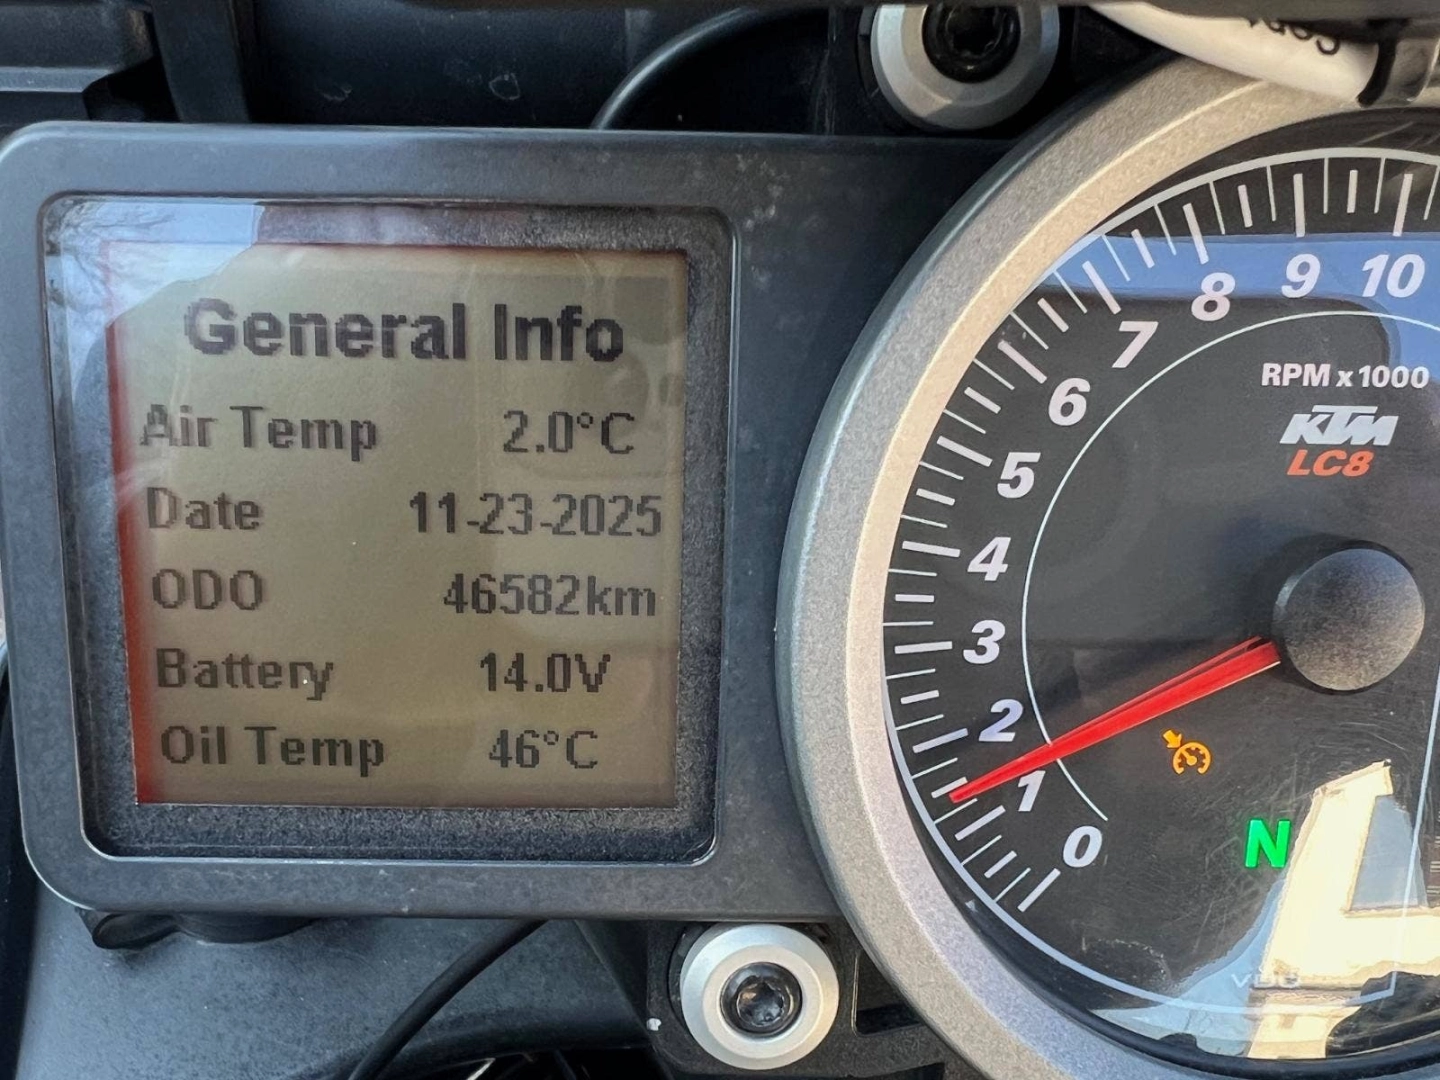 General Info
Air Temp 2.0°C
Date 11-23-2025
ODO 46582km
Battery 14.0V
Oil Temp 46°C
10
9
8
7
6
5
4
3
2
1
0
RPM x 1000
KTM
LC8
N
VDO